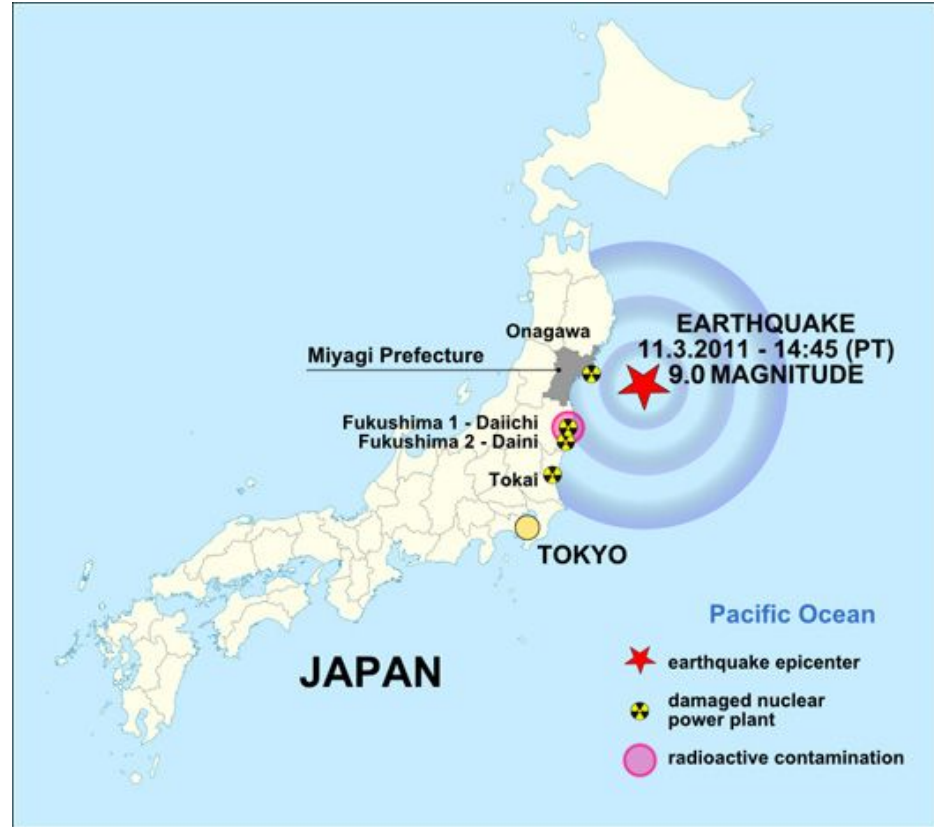 Onagawa
Miyagi Prefecture
EARTHQUAKE
11.3.2011 - 14:45 (PT)
9.0 MAGNITUDE
Fukushima 1 - Daiichi
Fukushima 2 - Daini
Tokai
TOKYO
JAPAN
Pacific Ocean
earthquake epicenter
damaged nuclear
power plant
radioactive contamination